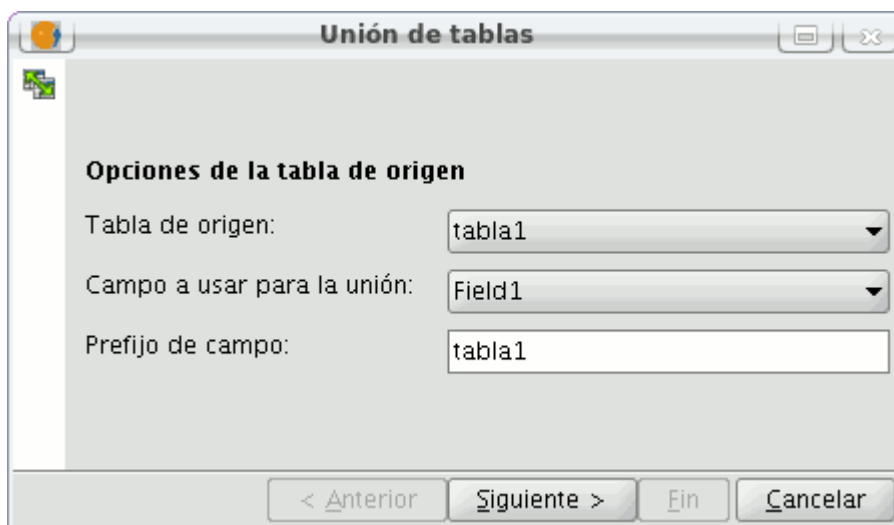 Unión de tablas
Opciones de la tabla de origen
Tabla de origen: tabla1
Campo a usar para la unión: Field1
Prefijo de campo: tabla1
< Anterior Siguiente > Fin Cancelar